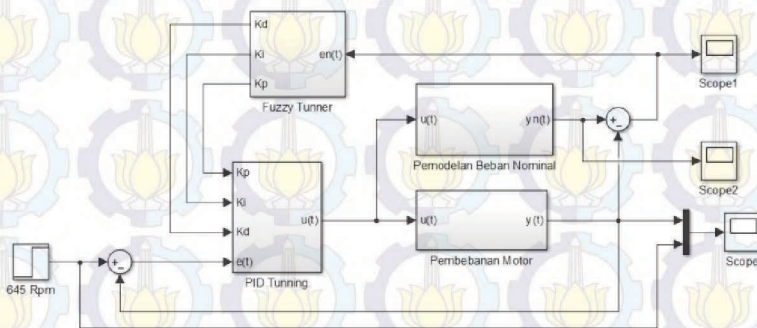 Kd
Ki
Kp
en(t)
Fuzzy Tunner
Scope1
u(t)
yn(t)
Pemodelan Beban Nominal
Scope2
Kp
Ki
Kd
e(t)
u(t)
PID Tunning
u(t)
y(t)
Pembebanan Motor
Scope
645 Rpm